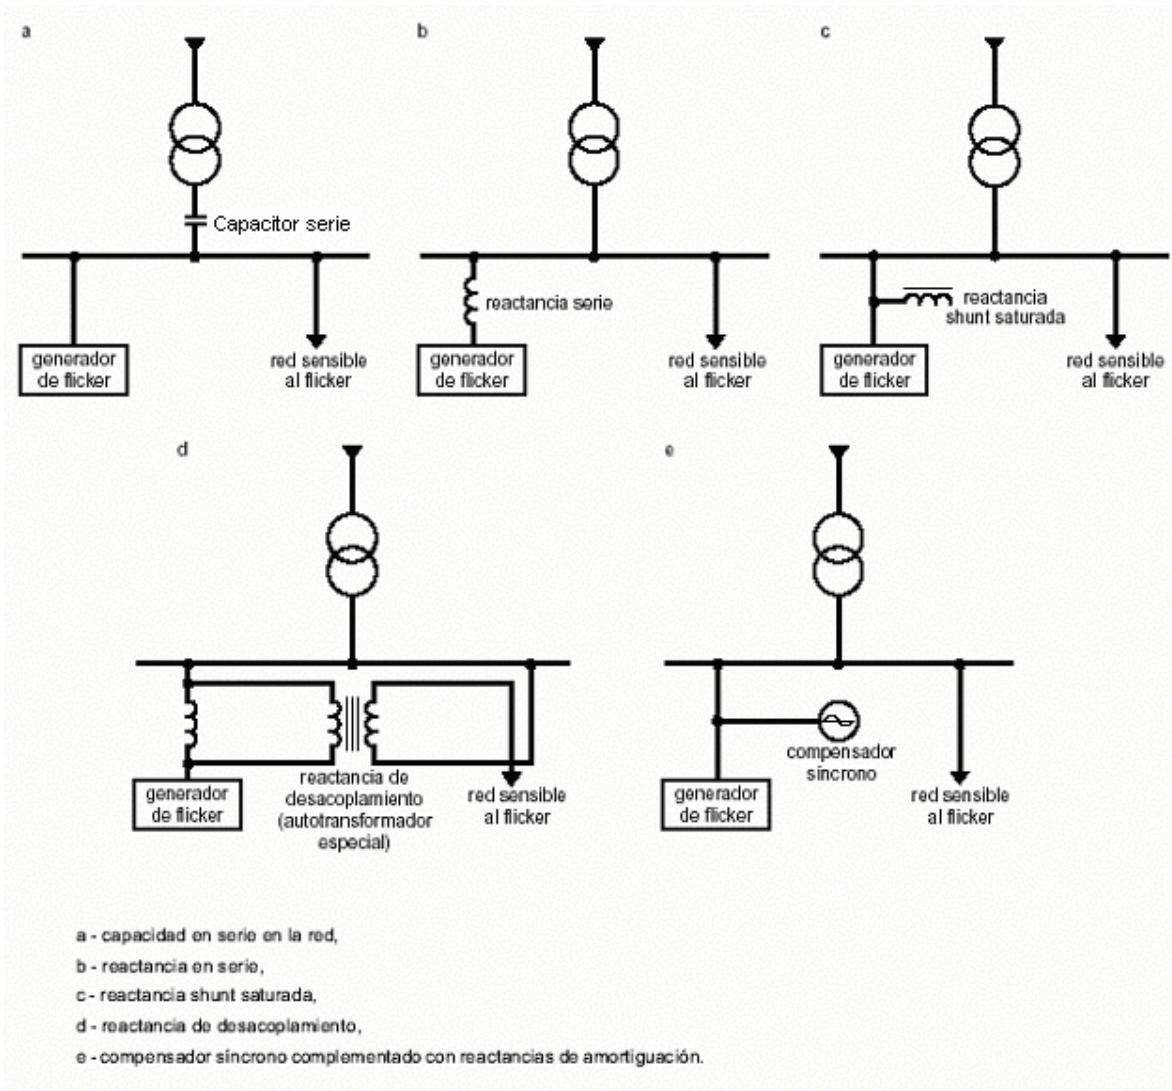 a
b
c
Capacitor serie
reactancia serie
reactancia
shunt saturada
generador
de flicker
red sensible
al flicker
generador
de flicker
red sensible
al flicker
generador
de flicker
red sensible
al flicker
d
e
generador
de flicker
reactancia de
desacoplamiento
(autotransformador
especial)
red sensible
al flicker
compensador
síncrono
generador
de flicker
red sensible
al flicker
a - capacidad en serie en la red,
b - reactancia en serie,
c - reactancia shunt saturada,
d - reactancia de desacoplamiento,
e - compensador síncrono complementado con reactancias de amortiguación.